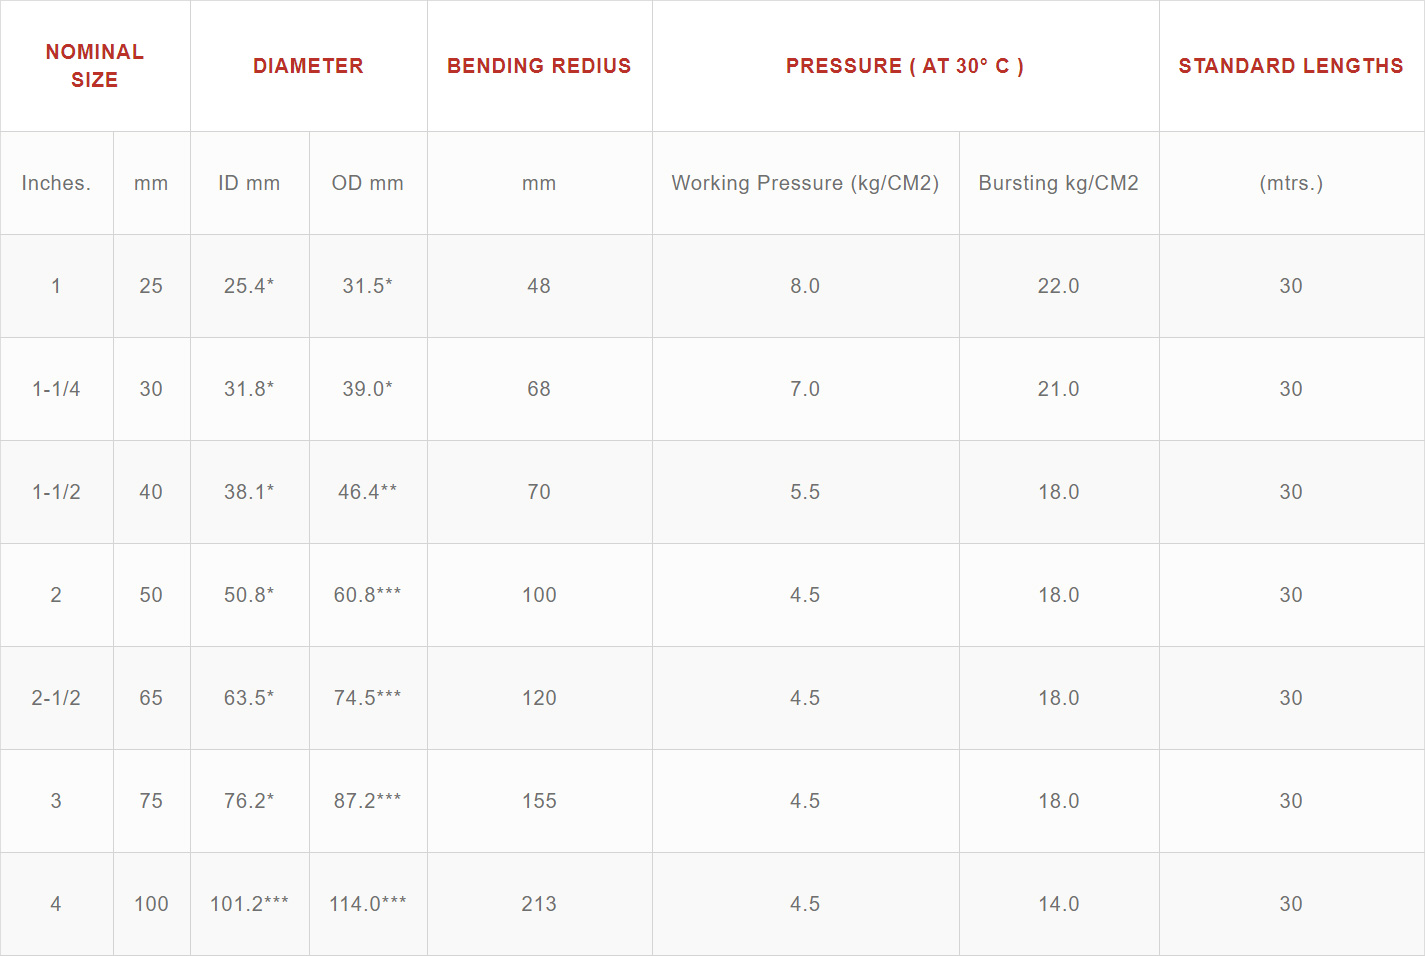 NOMINAL
SIZE
DIAMETER
BENDING REDIUS
PRESSURE ( AT 30° C )
STANDARD LENGTHS
Inches. mm ID mm OD mm mm Working Pressure (kg/CM2) Bursting kg/CM2 (mtrs.)
1 25 25.4* 31.5* 48 8.0 22.0 30
1-1/4 30 31.8* 39.0* 68 7.0 21.0 30
1-1/2 40 38.1* 46.4** 70 5.5 18.0 30
2 50 50.8* 60.8*** 100 4.5 18.0 30
2-1/2 65 63.5* 74.5*** 120 4.5 18.0 30
3 75 76.2* 87.2*** 155 4.5 18.0 30
4 100 101.2*** 114.0*** 213 4.5 14.0 30